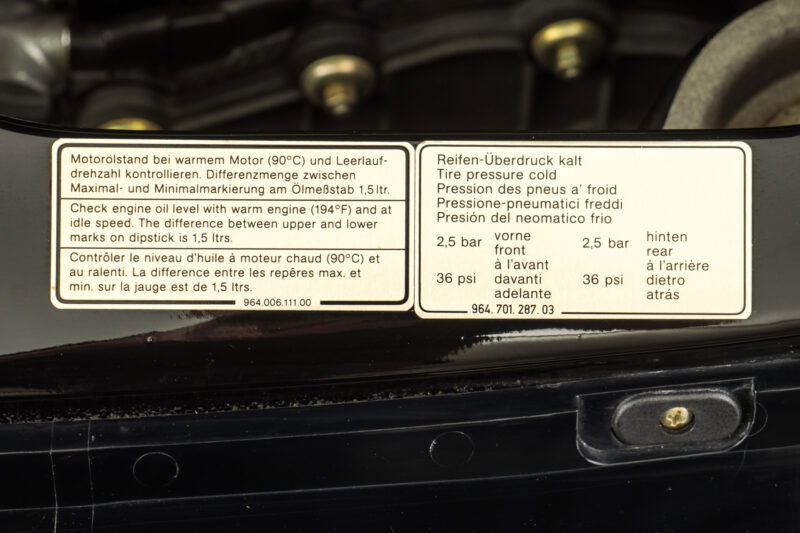 Motorölstand bei warmem Motor (90°C) und Leerlauf-
drehzahl kontrollieren. Differenzmenge zwischen
Maximal- und Minimalmarkierung am Ölmeßstab 1,5 ltr.
Check engine oil level with warm engine (194°F) and at
idle speed. The difference between upper and lower
marks on dipstick is 1,5 ltrs.
Contrôler le niveau d'huile à moteur chaud (90°C) et
au ralenti. La difference entre les repêres max. et
min. sur la jauge est de 1,5 ltrs.
964.006.111.00
Reifen-Überdruck kalt
Tire pressure cold
Pression des pneus a' froid
Pressione-pneumatici freddi
Presión del neomatico frio
2,5 bar
36 psi
vorne
front
à l'avant
davanti
adelante
2,5 bar
36 psi
hinten
rear
à l'arrière
dietro
atrás
964. 701. 287. 03